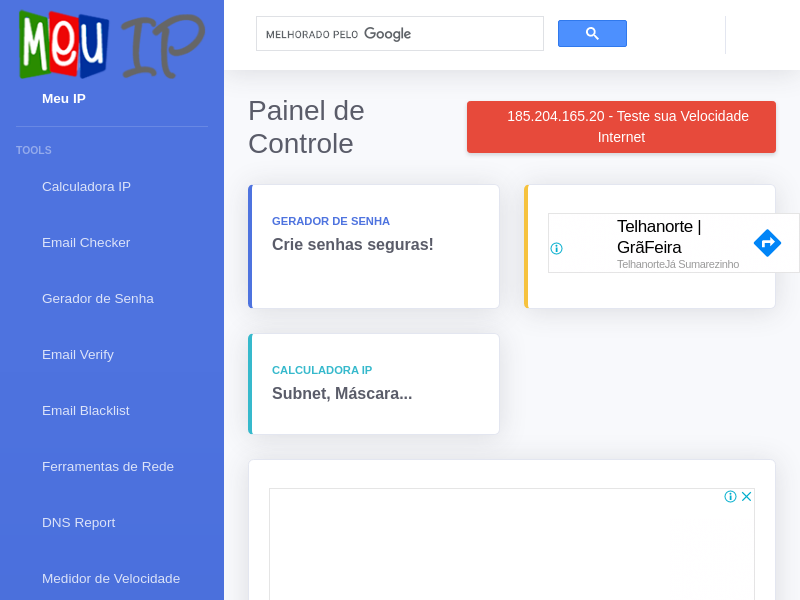 Meu IP
Meu IP
TOOLS
Calculadora IP
Email Checker
Gerador de Senha
Email Verify
Email Blacklist
Ferramentas de Rede
DNS Report
Medidor de Velocidade
MELHORADO PELO Google
Painel de
Controle
185.204.165.20 - Teste sua Velocidade
Internet
GERADOR DE SENHA
Crie senhas seguras!
Telhanorte |
GrãFeira
TelhanorteJá Sumarezinho
CALCULADORA IP
Subnet, Máscara...